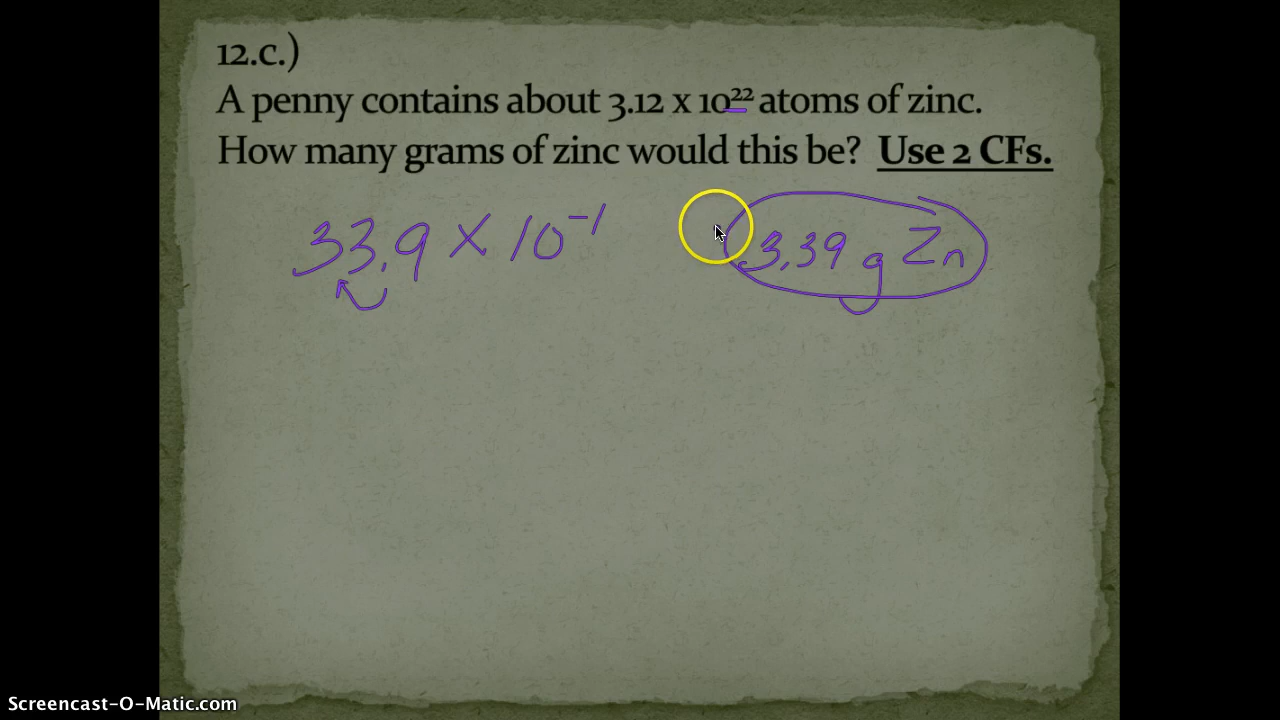 12.c.)
A penny contains about 3.12 x 10²² atoms of zinc.
How many grams of zinc would this be? Use 2 CFs.
33.9 X 10⁻¹ 3.39 g Zn
Screencast-O-Matic.com